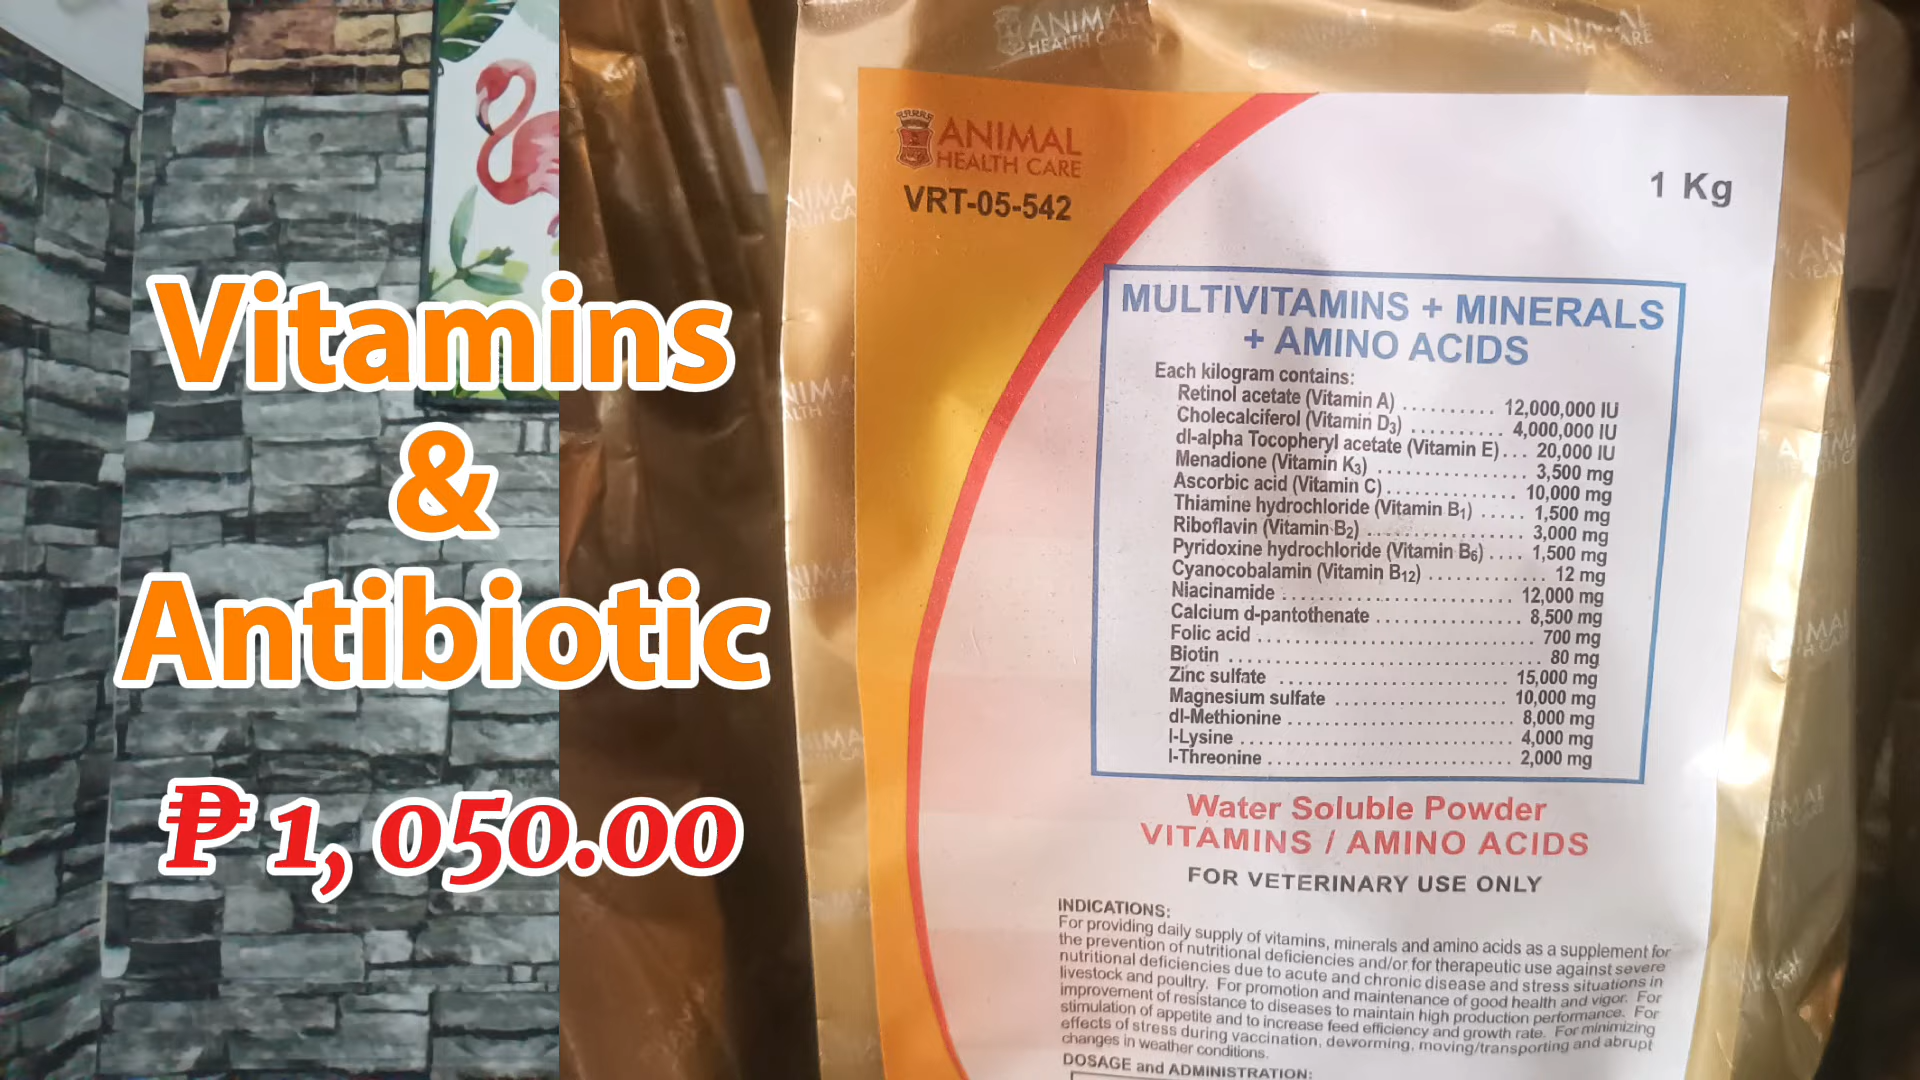 Vitamins
&
Antibiotic
₱ 1, 050.00
ANIMAL
HEALTH CARE
VRT-05-542
1 Kg
MULTIVITAMINS + MINERALS
+ AMINO ACIDS
Each kilogram contains:
Retinol acetate (Vitamin A) .......... 12,000,000 IU
Cholecalciferol (Vitamin D3) .......... 4,000,000 IU
dl-alpha Tocopheryl acetate (Vitamin E)... 20,000 IU
Menadione (Vitamin K3) ............... 3,500 mg
Ascorbic acid (Vitamin C) .............. 10,000 mg
Thiamine hydrochloride (Vitamin B1) ..... 1,500 mg
Riboflavin (Vitamin B2) ................. 3,000 mg
Pyridoxine hydrochloride (Vitamin B6) .... 1,500 mg
Cyanocobalamin (Vitamin B12) ............. 12 mg
Niacinamide .......................... 12,000 mg
Calcium d-pantothenate ................ 8,500 mg
Folic acid ................................ 700 mg
Biotin ................................... 80 mg
Zinc sulfate .......................... 15,000 mg
Magnesium sulfate .................... 10,000 mg
dl-Methionine ......................... 8,000 mg
l-Lysine .............................. 4,000 mg
l-Threonine ........................... 2,000 mg
Water Soluble Powder
VITAMINS / AMINO ACIDS
FOR VETERINARY USE ONLY
INDICATIONS:
For providing daily supply of vitamins, minerals and amino acids as a supplement for
the prevention of nutritional deficiencies and/or for therapeutic use against severe
nutritional deficiencies due to acute and chronic disease and stress situations in
livestock and poultry. For promotion and maintenance of good health and vigor. For
improvement of resistance to diseases to maintain high production performance. For
stimulation of appetite and to increase feed efficiency and growth rate. For minimizing
effects of stress during vaccination, deworming, moving/transporting and abrupt
changes in weather conditions.
DOSAGE and ADMINISTRATION: